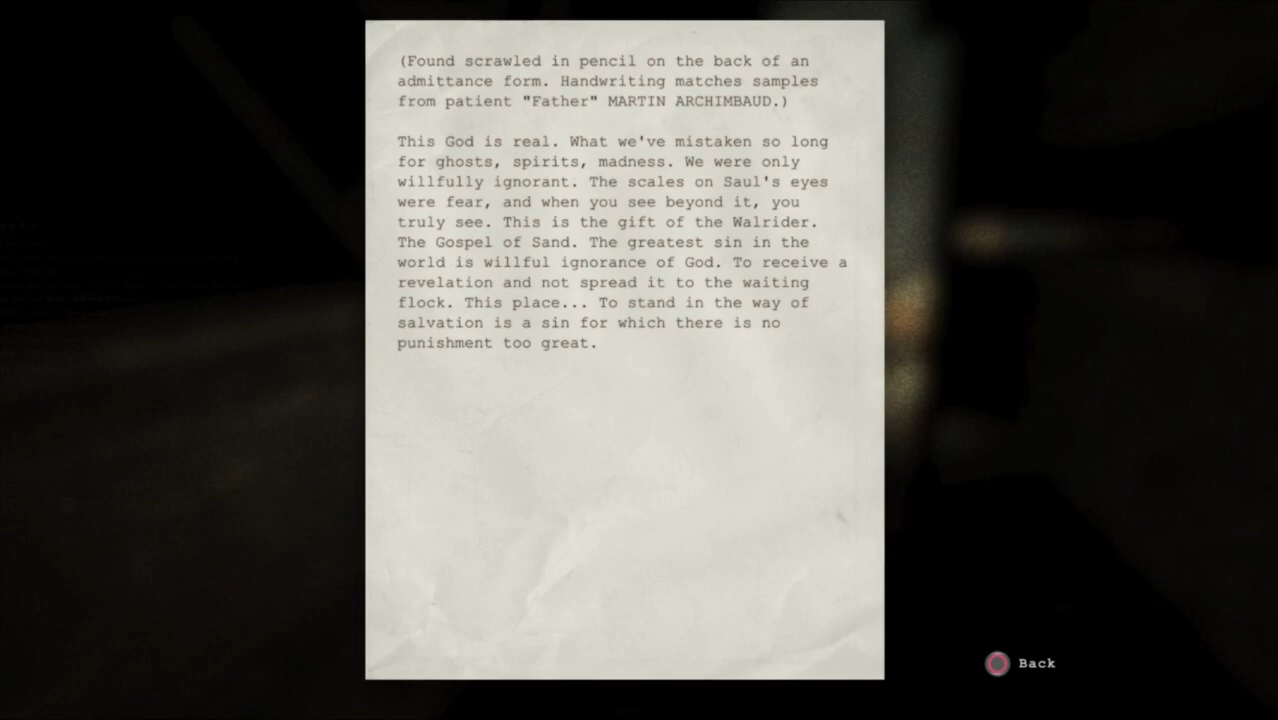 (Found scrawled in pencil on the back of an
admittance form. Handwriting matches samples
from patient "Father" MARTIN ARCHIMBAUD.)
This God is real. What we've mistaken so long
for ghosts, spirits, madness. We were only
willfully ignorant. The scales on Saul's eyes
were fear, and when you see beyond it, you
truly see. This is the gift of the Walrider.
The Gospel of Sand. The greatest sin in the
world is willful ignorance of God. To receive a
revelation and not spread it to the waiting
flock. This place... To stand in the way of
salvation is a sin for which there is no
punishment too great.
Back